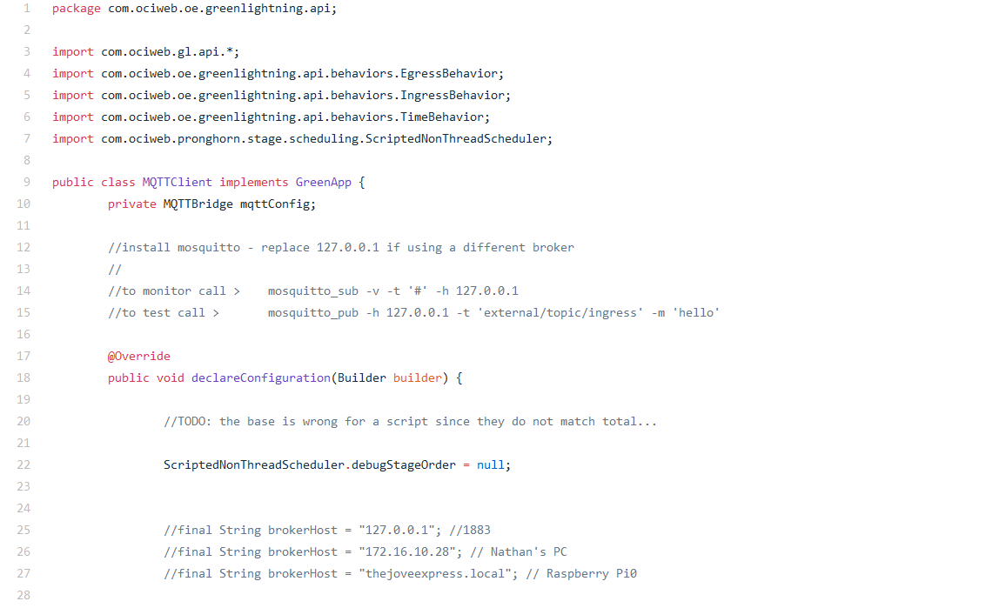 1 package com.ociweb.oe.greenlightning.api;
2
3 import com.ociweb.gl.api.*;
4 import com.ociweb.oe.greenlightning.api.behaviors.EgressBehavior;
5 import com.ociweb.oe.greenlightning.api.behaviors.IngressBehavior;
6 import com.ociweb.oe.greenlightning.api.behaviors.TimeBehavior;
7 import com.ociweb.pronghorn.stage.scheduling.ScriptedNonThreadScheduler;
8
9 public class MQTTClient implements GreenApp {
10 private MQTTBridge mqttConfig;
11
12 //install mosquitto - replace 127.0.0.1 if using a different broker
13 //
14 //to monitor call >    mosquitto_sub -v -t '#' -h 127.0.0.1
15 //to test call >       mosquitto_pub -h 127.0.0.1 -t 'external/topic/ingress' -m 'hello'
16
17 @Override
18 public void declareConfiguration(Builder builder) {
19
20 //TODO: the base is wrong for a script since they do not match total...
21
22 ScriptedNonThreadScheduler.debugStageOrder = null;
23
24
25 //final String brokerHost = "127.0.0.1"; //1883
26 //final String brokerHost = "172.16.10.28"; // Nathan's PC
27 //final String brokerHost = "thejoveexpress.local"; // Raspberry Pi0
28